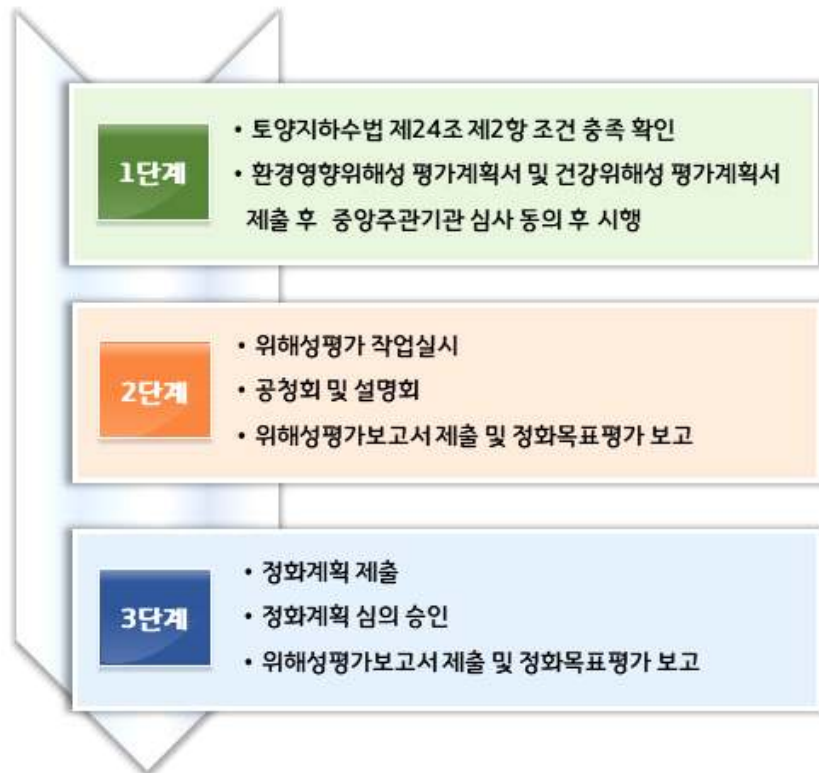 1단계
• 토양지하수법 제24조 제2항 조건 충족 확인
• 환경영향위해성 평가계획서 및 건강위해성 평가계획서
제출 후 중앙주관기관 심사 동의 후 시행
2단계
• 위해성평가 작업실시
• 공청회 및 설명회
• 위해성평가보고서 제출 및 정화목표평가 보고
3단계
• 정화계획 제출
• 정화계획 심의 승인
• 위해성평가보고서 제출 및 정화목표평가 보고